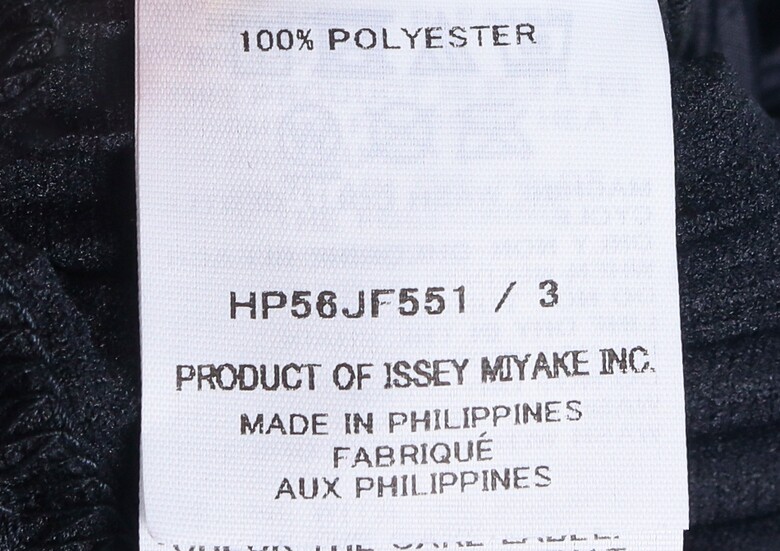 100% POLYESTER
HP56JF551 / 3
PRODUCT OF ISSEY MIYAKE INC.
MADE IN PHILIPPINES
FABRIQUÉ
AUX PHILIPPINES